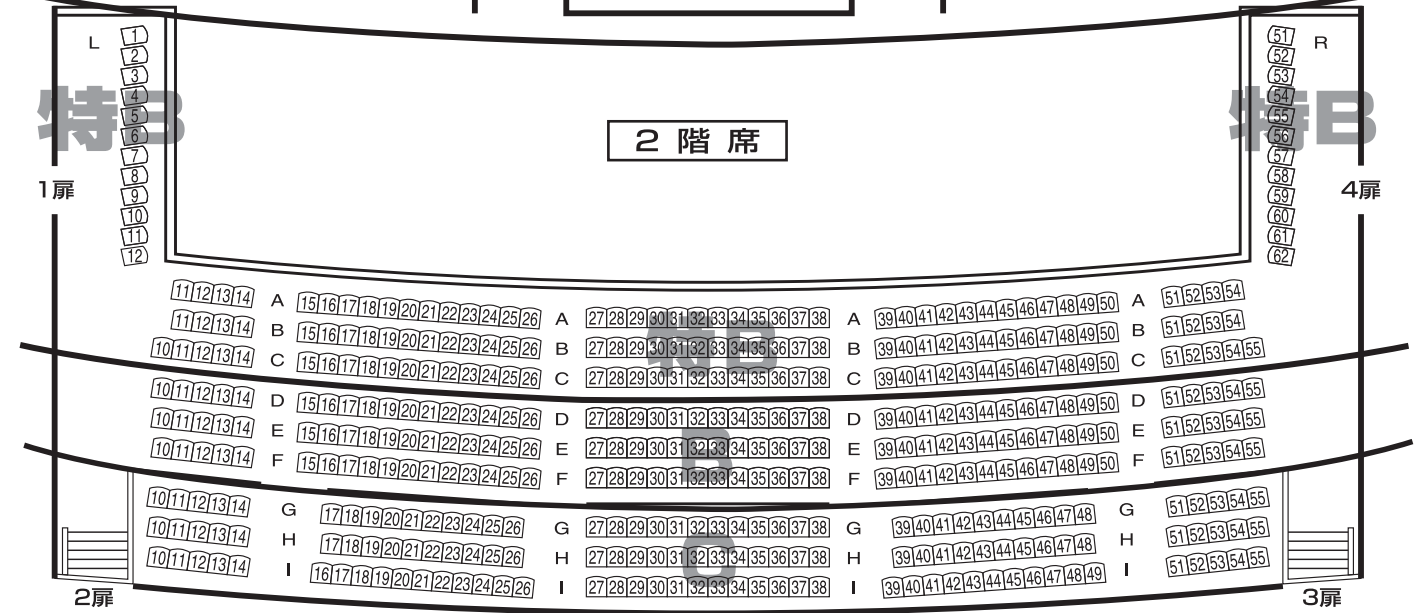 L
1
2
3
4
5
6
7
8
9
10
11
12
特B
1扉
2階席
51
52
53
54
55
56
57
58
59
60
61
62
R
特B
4扉
11 12 13 14 A 15 16 17 18 19 20 21 22 23 24 25 26 A 27 28 29 30 31 32 33 34 35 36 37 38 A 39 40 41 42 43 44 45 46 47 48 49 50 A 51 52 53 54
11 12 13 14 B 15 16 17 18 19 20 21 22 23 24 25 26 B 27 28 29 30 31 32 33 34 35 36 37 38 B 39 40 41 42 43 44 45 46 47 48 49 50 B 51 52 53 54
特B
10 11 12 13 14 C 15 16 17 18 19 20 21 22 23 24 25 26 C 27 28 29 30 31 32 33 34 35 36 37 38 C 39 40 41 42 43 44 45 46 47 48 49 50 C 51 52 53 54 55
10 11 12 13 14 D 15 16 17 18 19 20 21 22 23 24 25 26 D 27 28 29 30 31 32 33 34 35 36 37 38 D 39 40 41 42 43 44 45 46 47 48 49 50 D 51 52 53 54 55
10 11 12 13 14 E 15 16 17 18 19 20 21 22 23 24 25 26 E 27 28 29 30 31 32 33 34 35 36 37 38 E 39 40 41 42 43 44 45 46 47 48 49 50 E 51 52 53 54 55
B
10 11 12 13 14 F 15 16 17 18 19 20 21 22 23 24 25 26 F 27 28 29 30 31 32 33 34 35 36 37 38 F 39 40 41 42 43 44 45 46 47 48 49 50 F 51 52 53 54 55
10 11 12 13 14 G 17 18 19 20 21 22 23 24 25 26 G 27 28 29 30 31 32 33 34 35 36 37 38 G 39 40 41 42 43 44 45 46 47 48 G 51 52 53 54 55
10 11 12 13 14 H 17 18 19 20 21 22 23 24 25 26 H 27 28 29 30 31 32 33 34 35 36 37 38 H 39 40 41 42 43 44 45 46 47 48 H 51 52 53 54 55
C
10 11 12 13 14 I 16 17 18 19 20 21 22 23 24 25 26 I 27 28 29 30 31 32 33 34 35 36 37 38 I 39 40 41 42 43 44 45 46 47 48 49 I 51 52 53 54 55
2扉
3扉